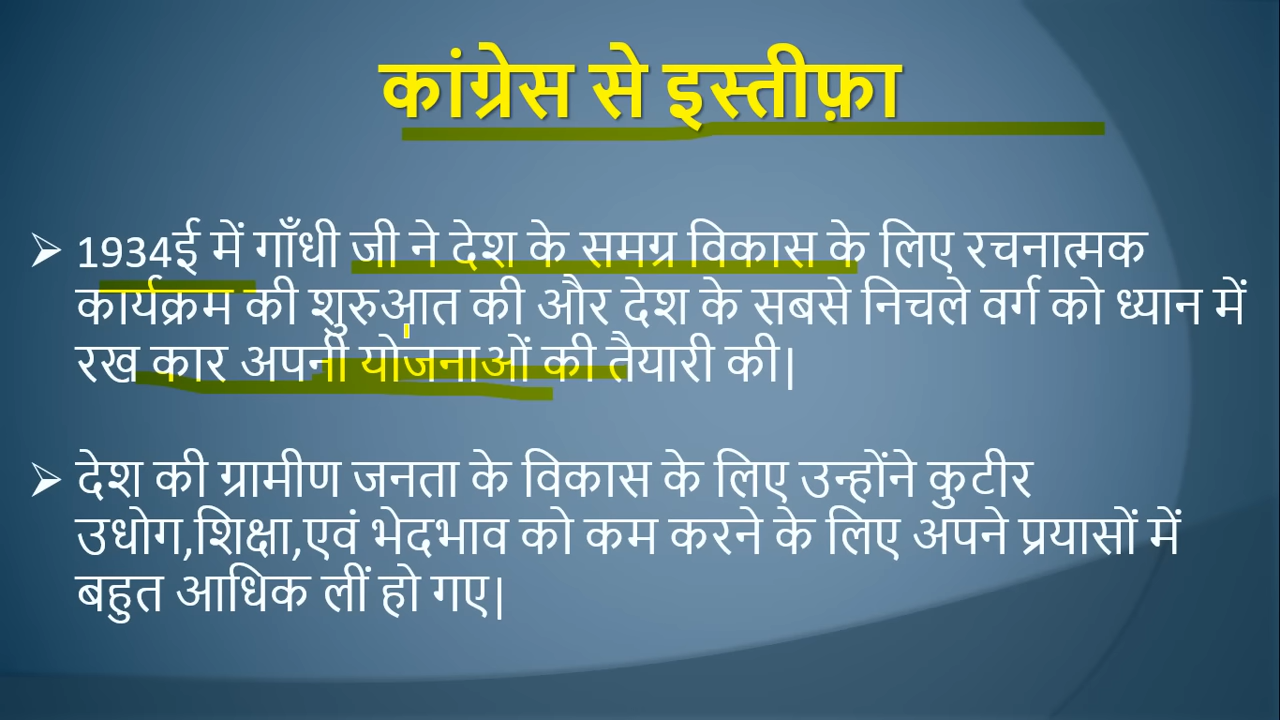 कांग्रेस से इस्तीफ़ा
1934ई में गाँधी जी ने देश के समग्र विकास के लिए रचनात्मक
कार्यक्रम की शुरुआत की और देश के सबसे निचले वर्ग को ध्यान में
रख कार अपनी योजनाओं की तैयारी की|
देश की ग्रामीण जनता के विकास के लिए उन्होंने कुटीर
उधोग,शिक्षा,एवं भेदभाव को कम करने के लिए अपने प्रयासों में
बहुत आधिक लीं हो गए|